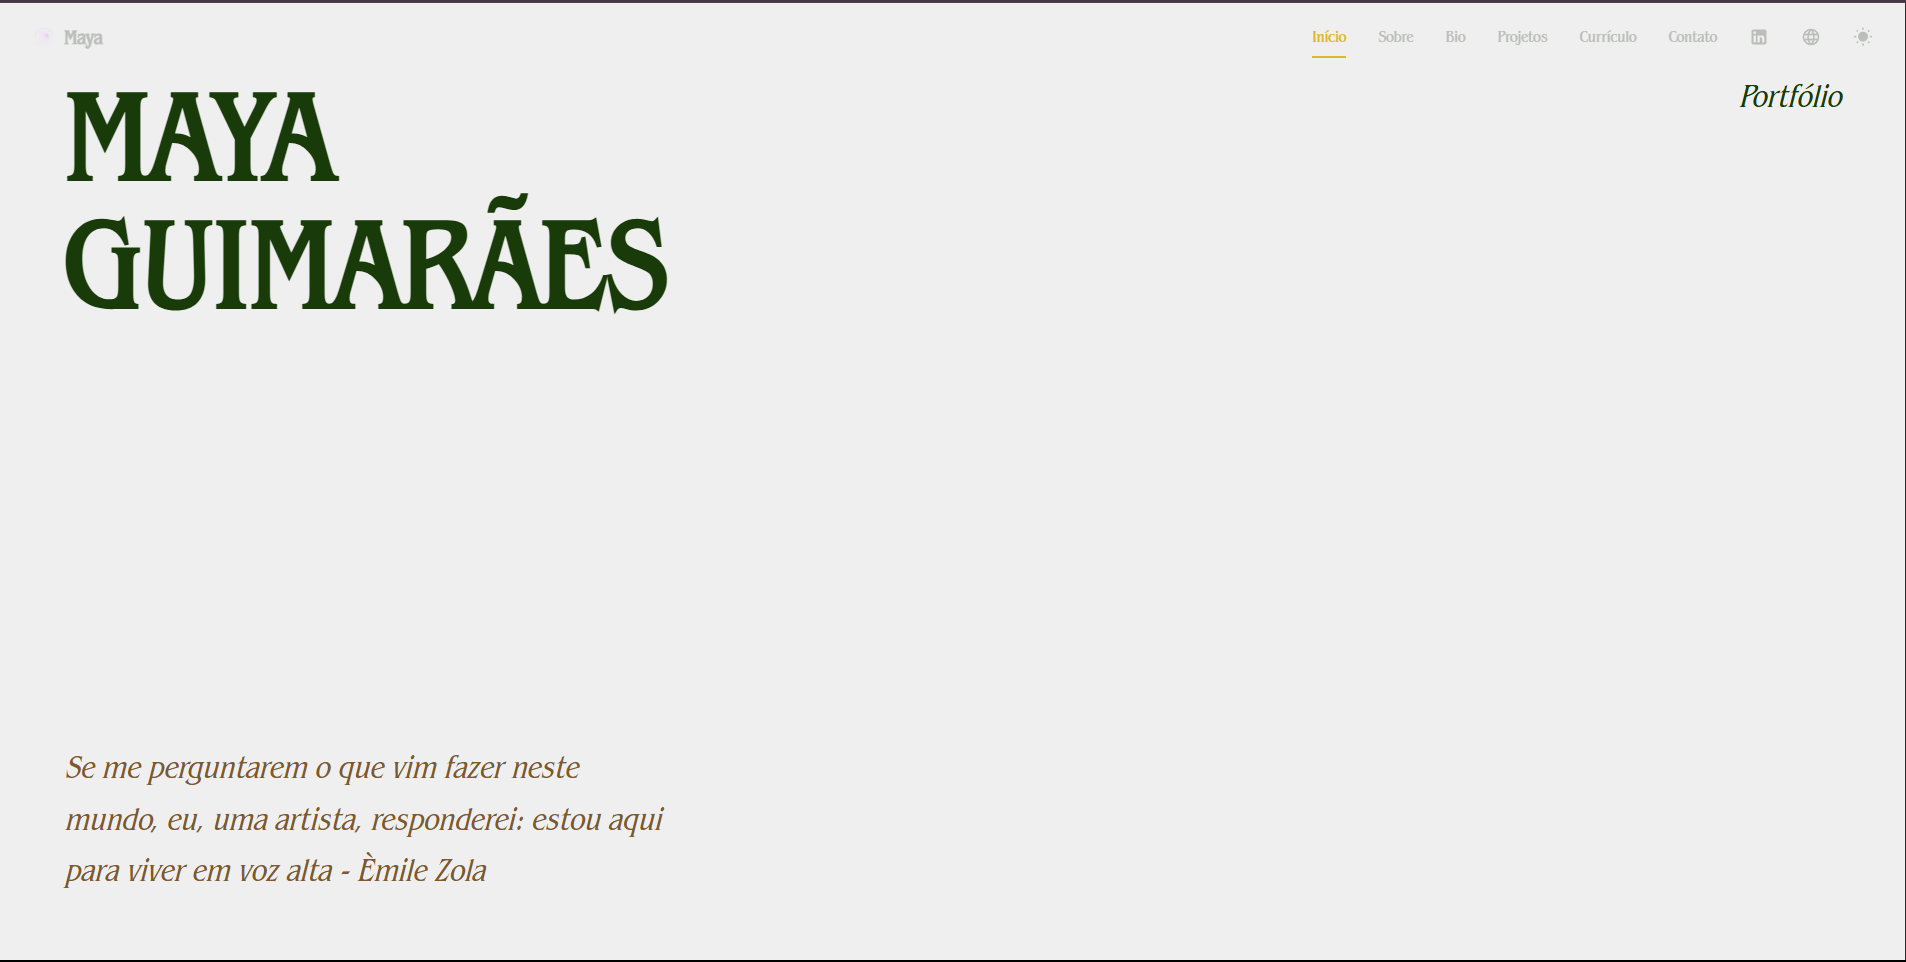 Maya
Início Sobre Bio Projetos Currículo Contato
Portfólio
MAYA
GUIMARÃES
Se me perguntarem o que vim fazer neste
mundo, eu, uma artista, responderei: estou aqui
para viver em voz alta - Èmile Zola